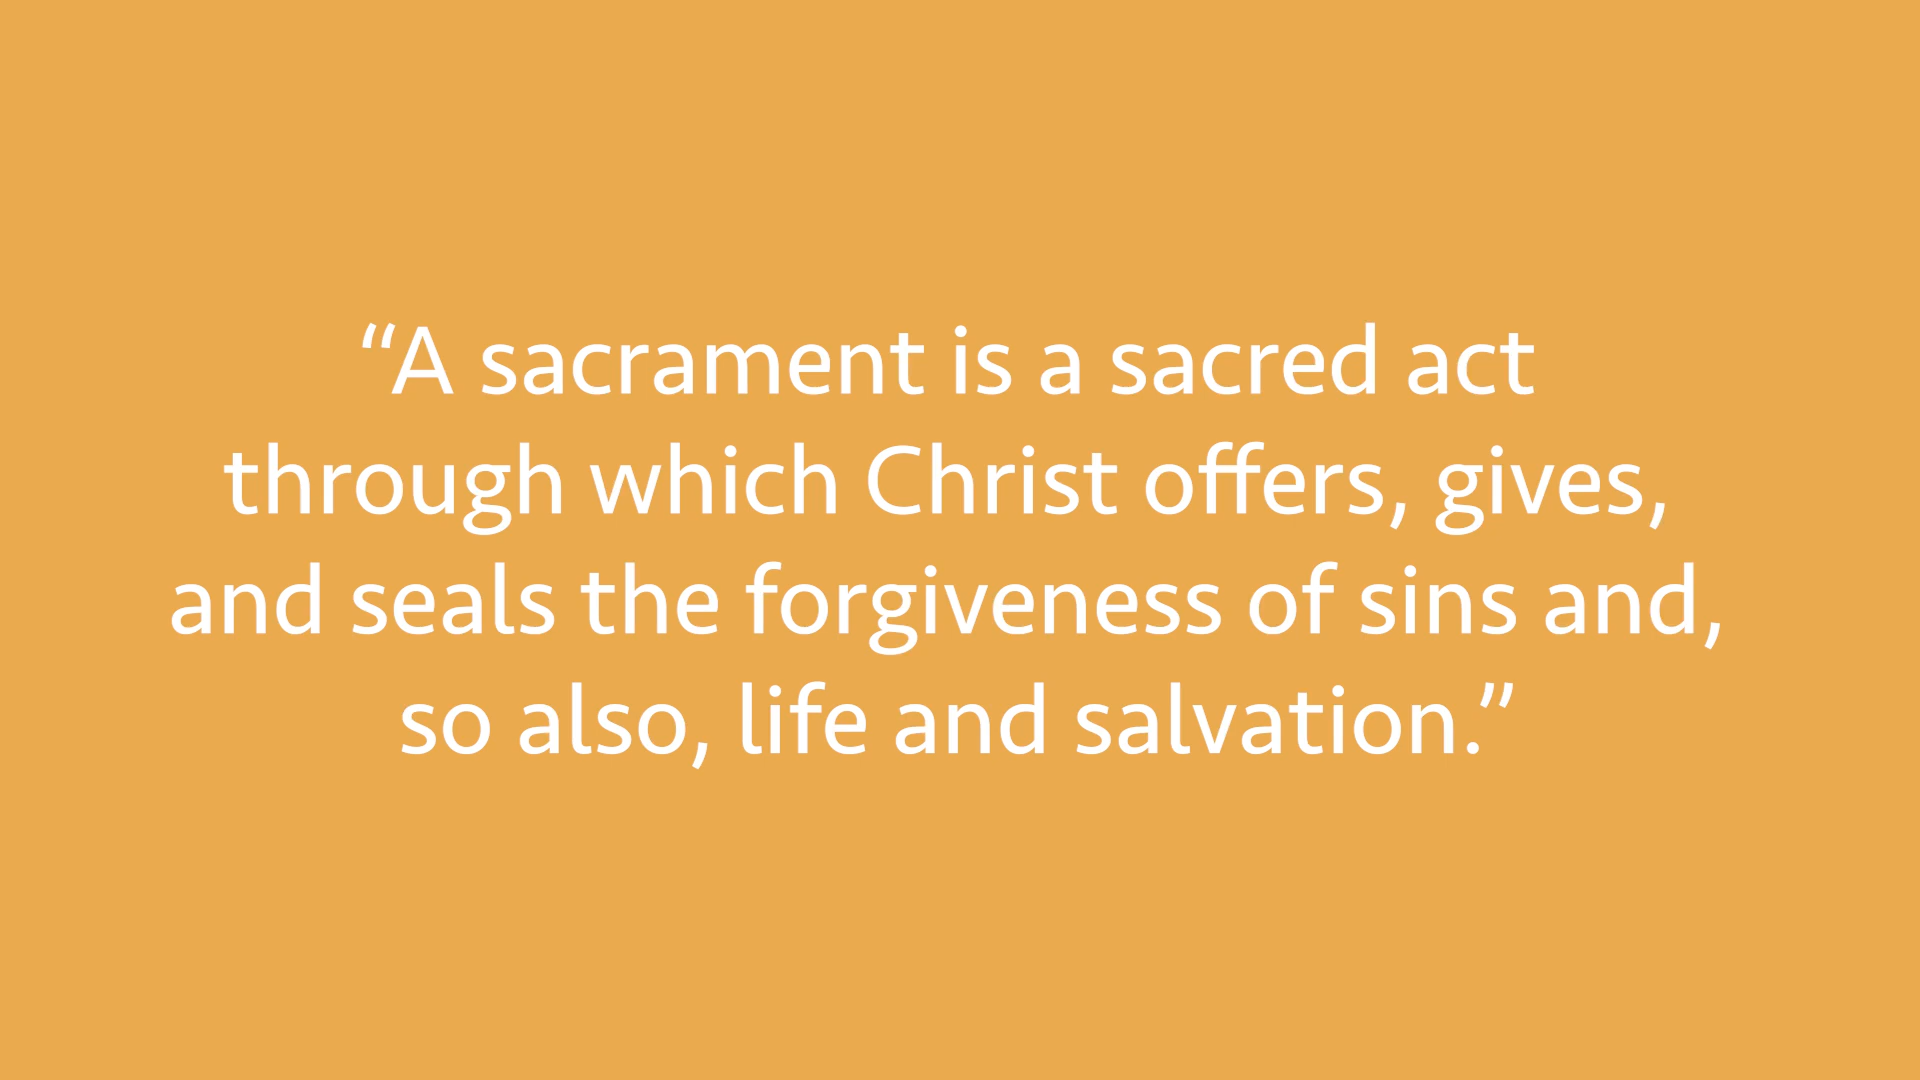 “A sacrament is a sacred act
through which Christ offers, gives,
and seals the forgiveness of sins and,
so also, life and salvation.”